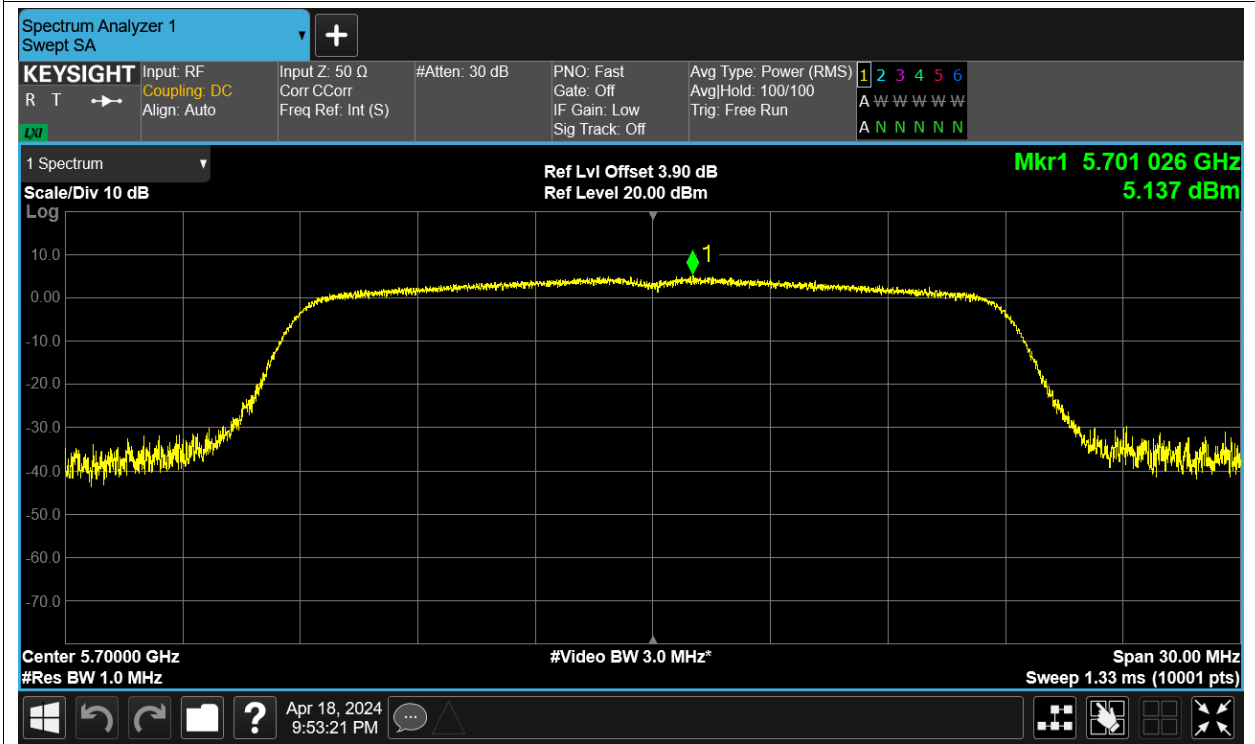 Spectrum Analyzer 1
Swept SA
+
KEYSIGHT
R T
LXI
Input: RF
Coupling: DC
Align: Auto
Input Z: 50 Ω
Corr CCorr
Freq Ref: Int (S)
#Atten: 30 dB
PNO: Fast
Gate: Off
IF Gain: Low
Sig Track: Off
Avg Type: Power (RMS)
Avg|Hold: 100/100
Trig: Free Run
1 2 3 4 5 6
A W W W W W
A N N N N N
1 Spectrum
Scale/Div 10 dB
Log
Ref Lvl Offset 3.90 dB
Ref Level 20.00 dBm
Mkr1 5.701 026 GHz
5.137 dBm
1
10.0
0.00
-10.0
-20.0
-30.0
-40.0
-50.0
-60.0
-70.0
Center 5.70000 GHz
#Res BW 1.0 MHz
#Video BW 3.0 MHz*
Span 30.00 MHz
Sweep 1.33 ms (10001 pts)
?
Apr 18, 2024
9:53:21 PM